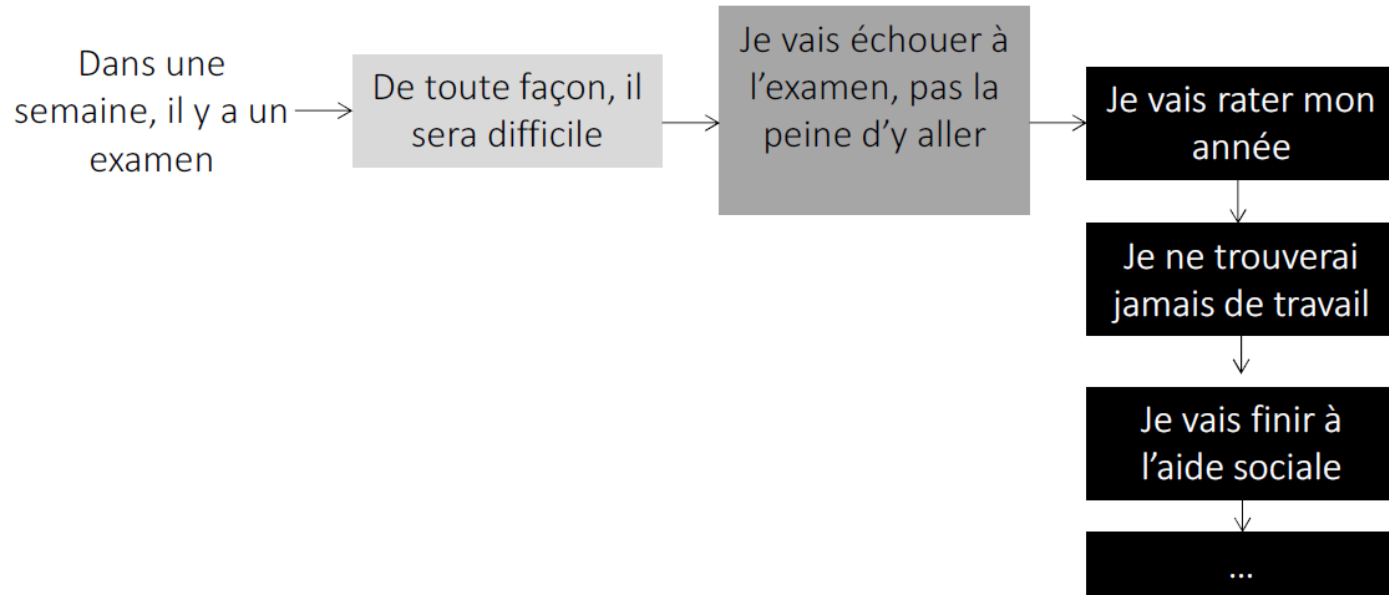 Dans une
semaine, il y a un
examen
De toute façon, il
sera difficile
Je vais échouer à
l’examen, pas la
peine d’y aller
Je vais rater mon
année
Je ne trouverai
jamais de travail
Je vais finir à
l’aide sociale
...